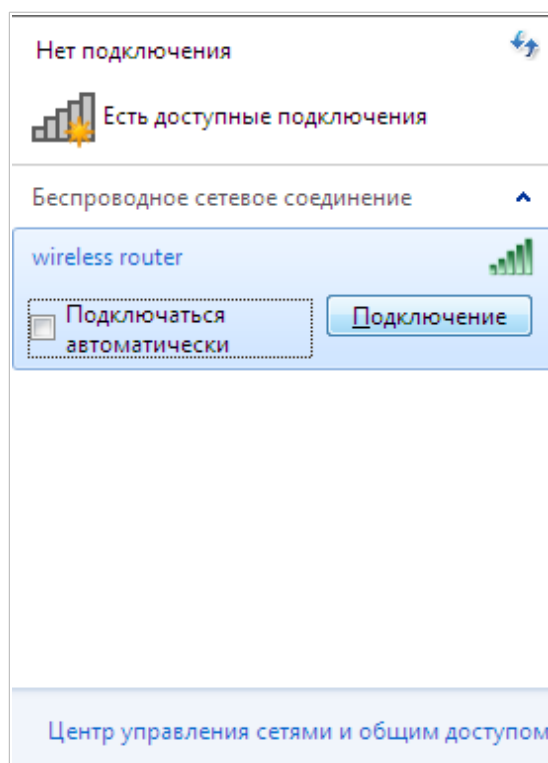 Нет подключения
Есть доступные подключения
Беспроводное сетевое соединение
wireless router
Подключаться
автоматически
Подключение
Центр управления сетями и общим доступом